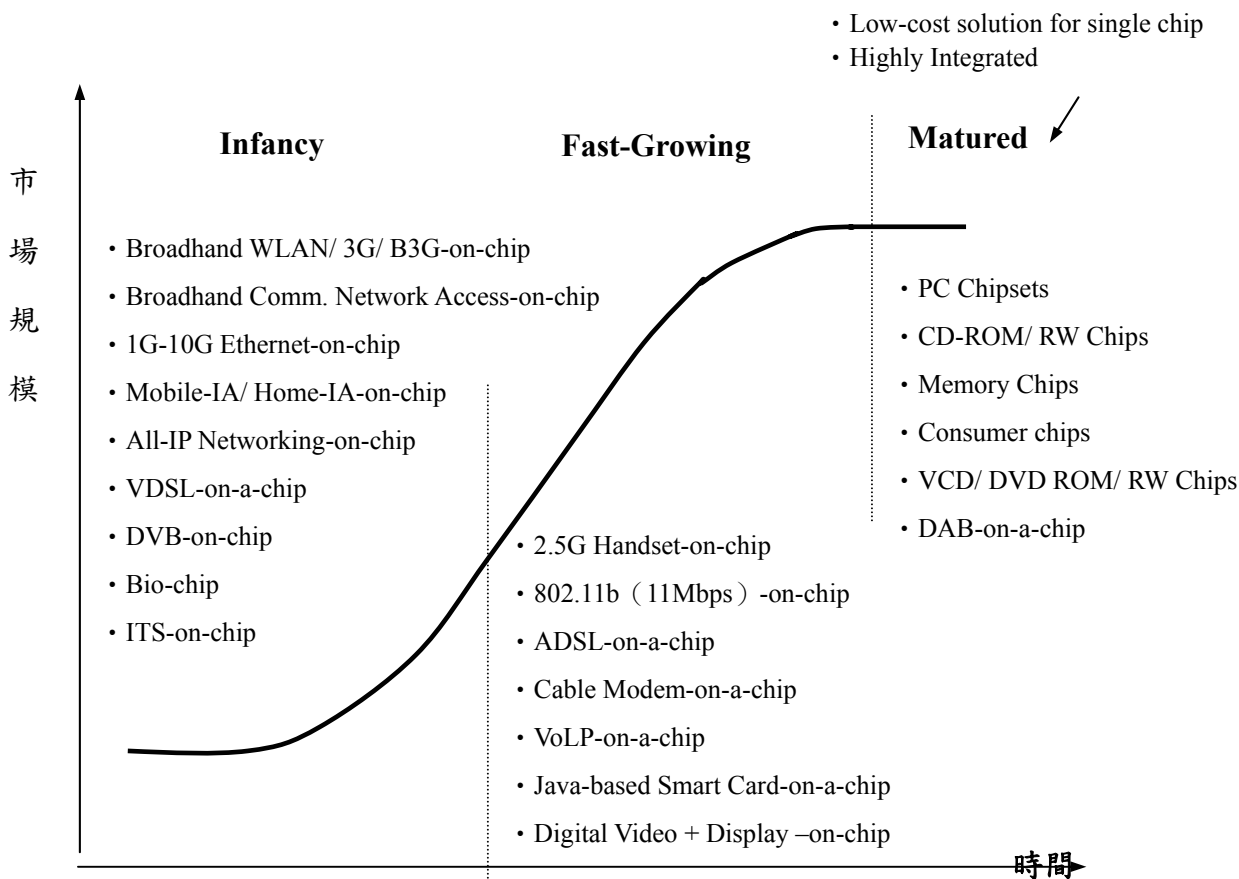 ・Low-cost solution for single chip
・Highly Integrated
Infancy
Fast-Growing
Matured
市場規模
・Broadhand WLAN/ 3G/ B3G-on-chip
・Broadhand Comm. Network Access-on-chip
・1G-10G Ethernet-on-chip
・Mobile-IA/ Home-IA-on-chip
・All-IP Networking-on-chip
・VDSL-on-a-chip
・DVB-on-chip
・Bio-chip
・ITS-on-chip
・2.5G Handset-on-chip
・802.11b（11Mbps）-on-chip
・ADSL-on-a-chip
・Cable Modem-on-a-chip
・VoLP-on-a-chip
・Java-based Smart Card-on-a-chip
・Digital Video + Display –on-chip
・PC Chipsets
・CD-ROM/ RW Chips
・Memory Chips
・Consumer chips
・VCD/ DVD ROM/ RW Chips
・DAB-on-a-chip
時間